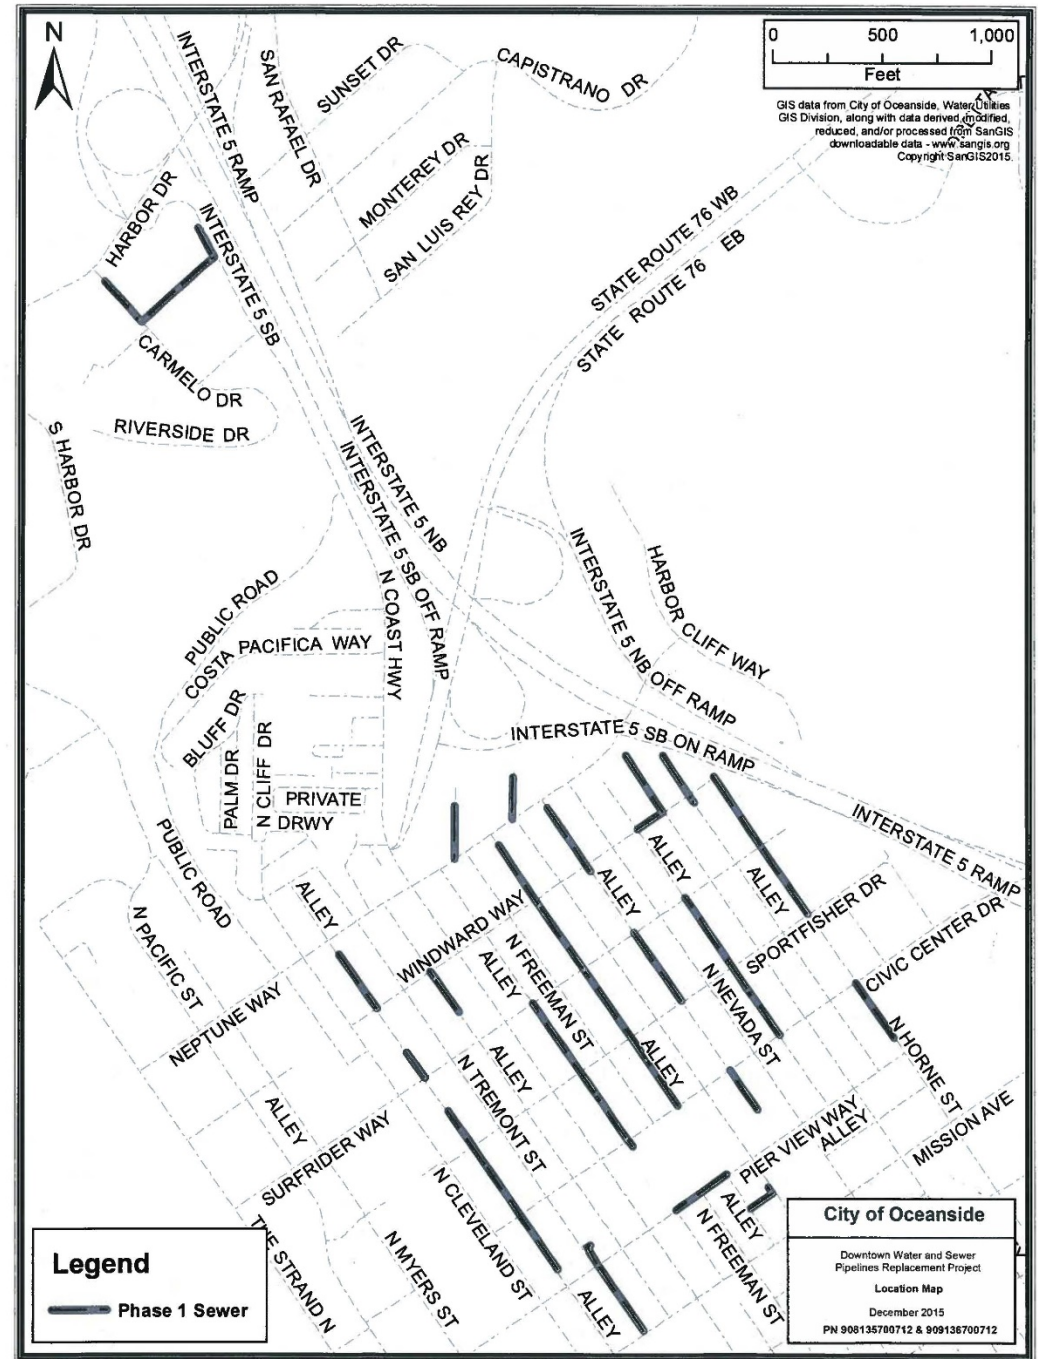 N
0 500 1,000
Feet
GIS data from City of Oceanside, Water Utilities
GIS Division, along with data derived, modified,
reduced, and/or processed from SanGIS
downloadable data - www.sangis.org
Copyright SanGIS2015.
INTERSTATE 5 RAMP
SAN RAFAEL DR
SUNSET DR
CAPISTRANO DR
MONTEREY DR
SAN LUIS REY DR
HARBOR DR
INTERSTATE 5 SB
STATE ROUTE 76 WB
STATE ROUTE 76 EB
CARMELO DR
RIVERSIDE DR
S HARBOR DR
INTERSTATE 5 NB
INTERSTATE 5 SB OFF RAMP
N COAST HWY
INTERSTATE 5 NB OFF RAMP
HARBOR CLIFF WAY
PUBLIC ROAD
COSTA PACIFICA WAY
BLUFF DR
PALM DR
N CLIFF DR
PRIVATE
DRWY
INTERSTATE 5 SB ON RAMP
INTERSTATE 5 RAMP
PUBLIC ROAD
ALLEY
ALLEY
ALLEY
ALLEY
N PACIFIC ST
WINDWARD WAY
N FREEMAN ST
ALLEY
SPORTFISHER DR
CIVIC CENTER DR
N NEVADA ST
NEPTUNE WAY
ALLEY
ALLEY
N HORNE ST
N TREMONT ST
ALLEY
SURFRIDER WAY
PIER VIEW WAY
ALLEY
MISSION AVE
N CLEVELAND ST
ALLEY
N FREEMAN ST
THE STRAND N
N MYERS ST
ALLEY
Legend
Phase 1 Sewer
City of Oceanside
Downtown Water and Sewer
Pipelines Replacement Project
Location Map
December 2015
PN 908135700712 & 909136700712